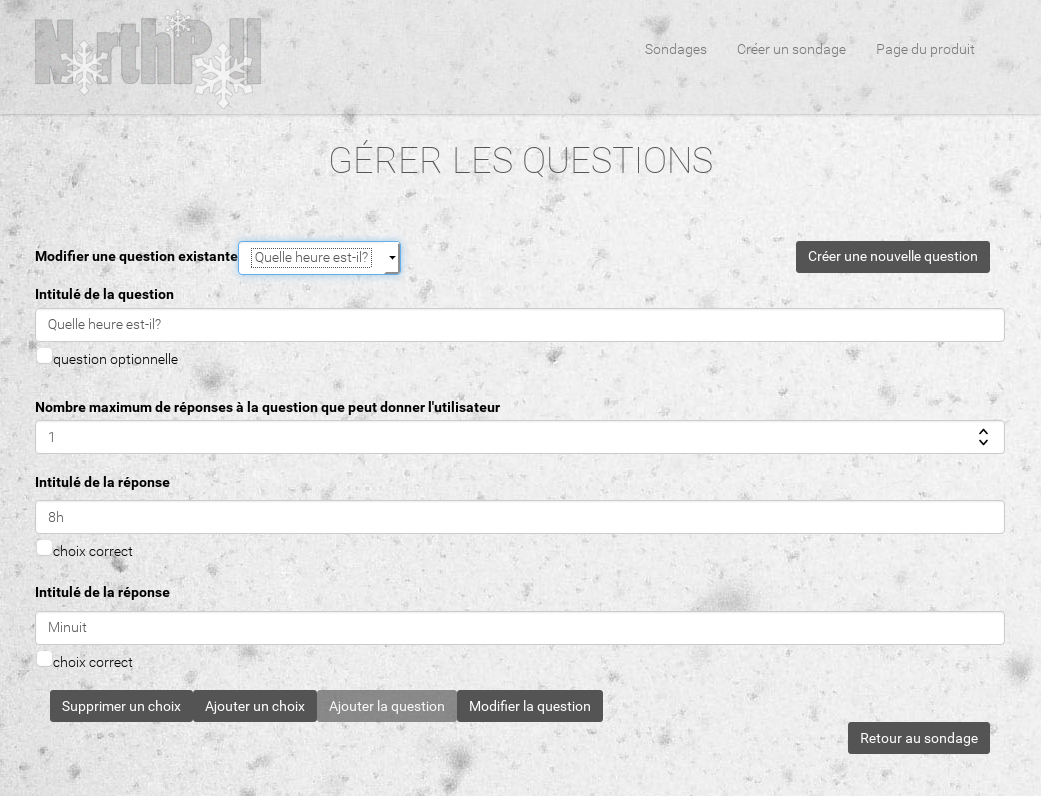 NorthPoll
Sondages Créer un sondage Page du produit
GÉRER LES QUESTIONS
Modifier une question existante Quelle heure est-il? Créer une nouvelle question
Intitulé de la question
Quelle heure est-il?
question optionnelle
Nombre maximum de réponses à la question que peut donner l'utilisateur
1
Intitulé de la réponse
8h
choix correct
Intitulé de la réponse
Minuit
choix correct
Supprimer un choix Ajouter un choix Ajouter la question Modifier la question
Retour au sondage